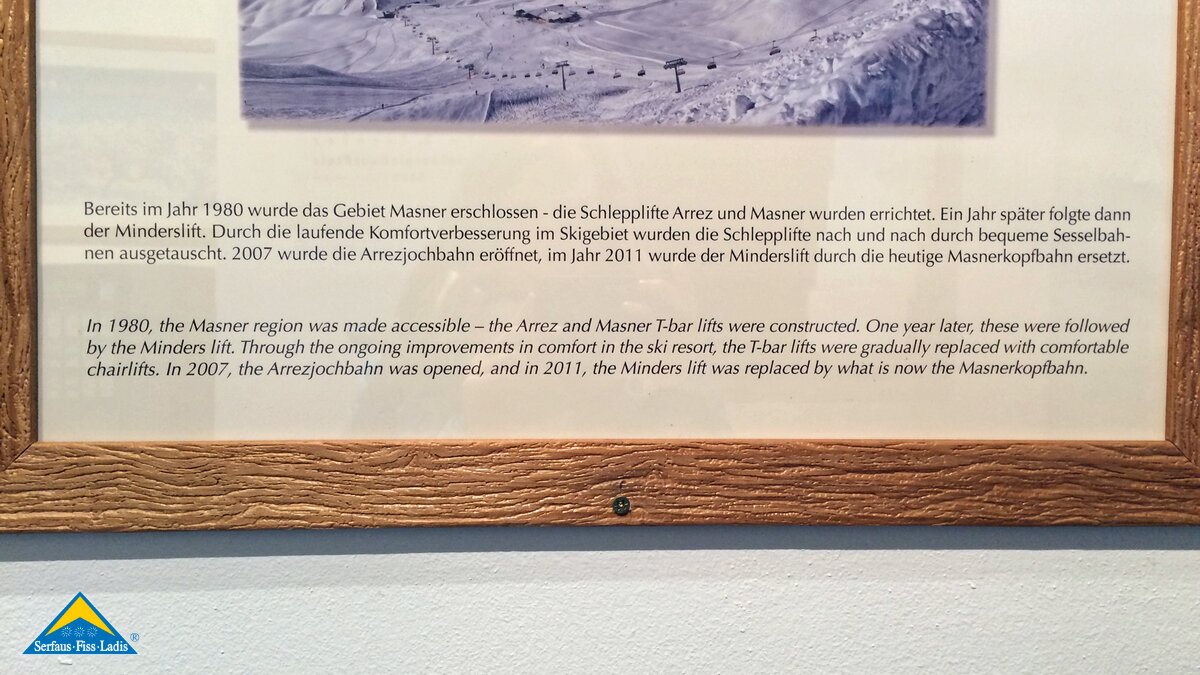 Bereits im Jahr 1980 wurde das Gebiet Masner erschlossen - die Schlepplifte Arrez und Masner wurden errichtet. Ein Jahr später folgte dann
der Minderslift. Durch die laufende Komfortverbesserung im Skigebiet wurden die Schlepplifte nach und nach durch bequeme Sesselbah-
nen ausgetauscht. 2007 wurde die Arrezjochbahn eröffnet, im Jahr 2011 wurde der Minderslift durch die heutige Masnerkopfbahn ersetzt.
In 1980, the Masner region was made accessible – the Arrez and Masner T-bar lifts were constructed. One year later, these were followed
by the Minders lift. Through the ongoing improvements in comfort in the ski resort, the T-bar lifts were gradually replaced with comfortable
chairlifts. In 2007, the Arrezjochbahn was opened, and in 2011, the Minders lift was replaced by what is now the Masnerkopfbahn.
Serfaus·Fiss·Ladis ®